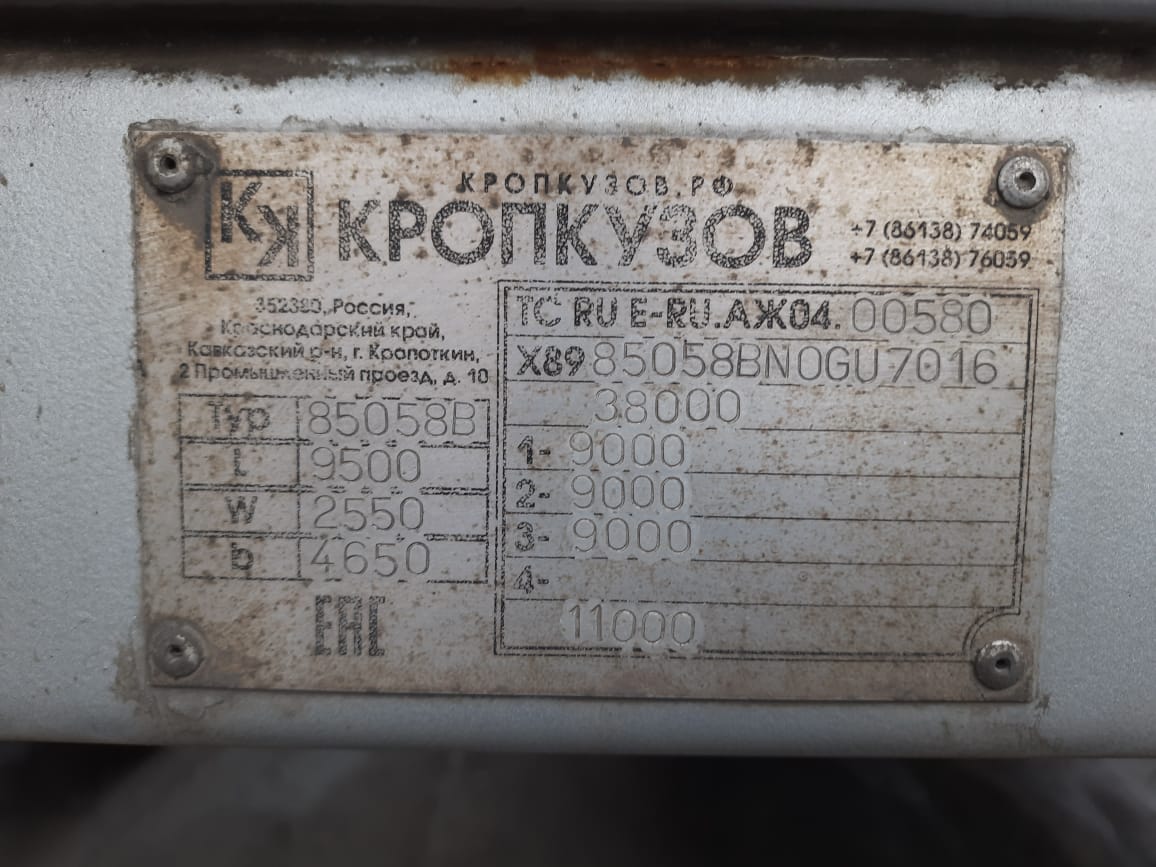 КРОПКУЗОВ.РФ
КК КРОПКУЗОВ
+7 (86138) 74059
+7 (86138) 76059
352380, Россия,
Краснодарский край,
Кавказский р-н, г. Кропоткин,
2 Промышленный проезд, д. 10
Typ 85058B
L 9500
W 2550
D 4650
EAC
TC RU E-RU.АЖ04.00580
X8985058BN0GU7016
38000
1- 9000
2- 9000
3- 9000
4-
11000